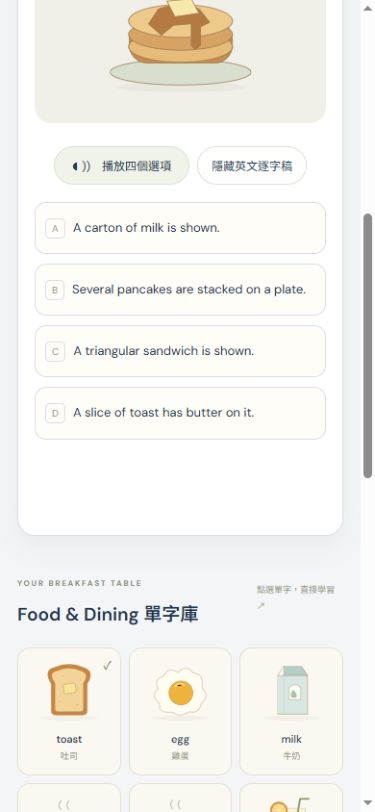 播放四個選項
隱藏英文逐字稿
A A carton of milk is shown.
B Several pancakes are stacked on a plate.
C A triangular sandwich is shown.
D A slice of toast has butter on it.
YOUR BREAKFAST TABLE
Food & Dining 單字庫
點選單字，直接學習
↗
✓
toast
吐司
egg
雞蛋
milk
牛奶